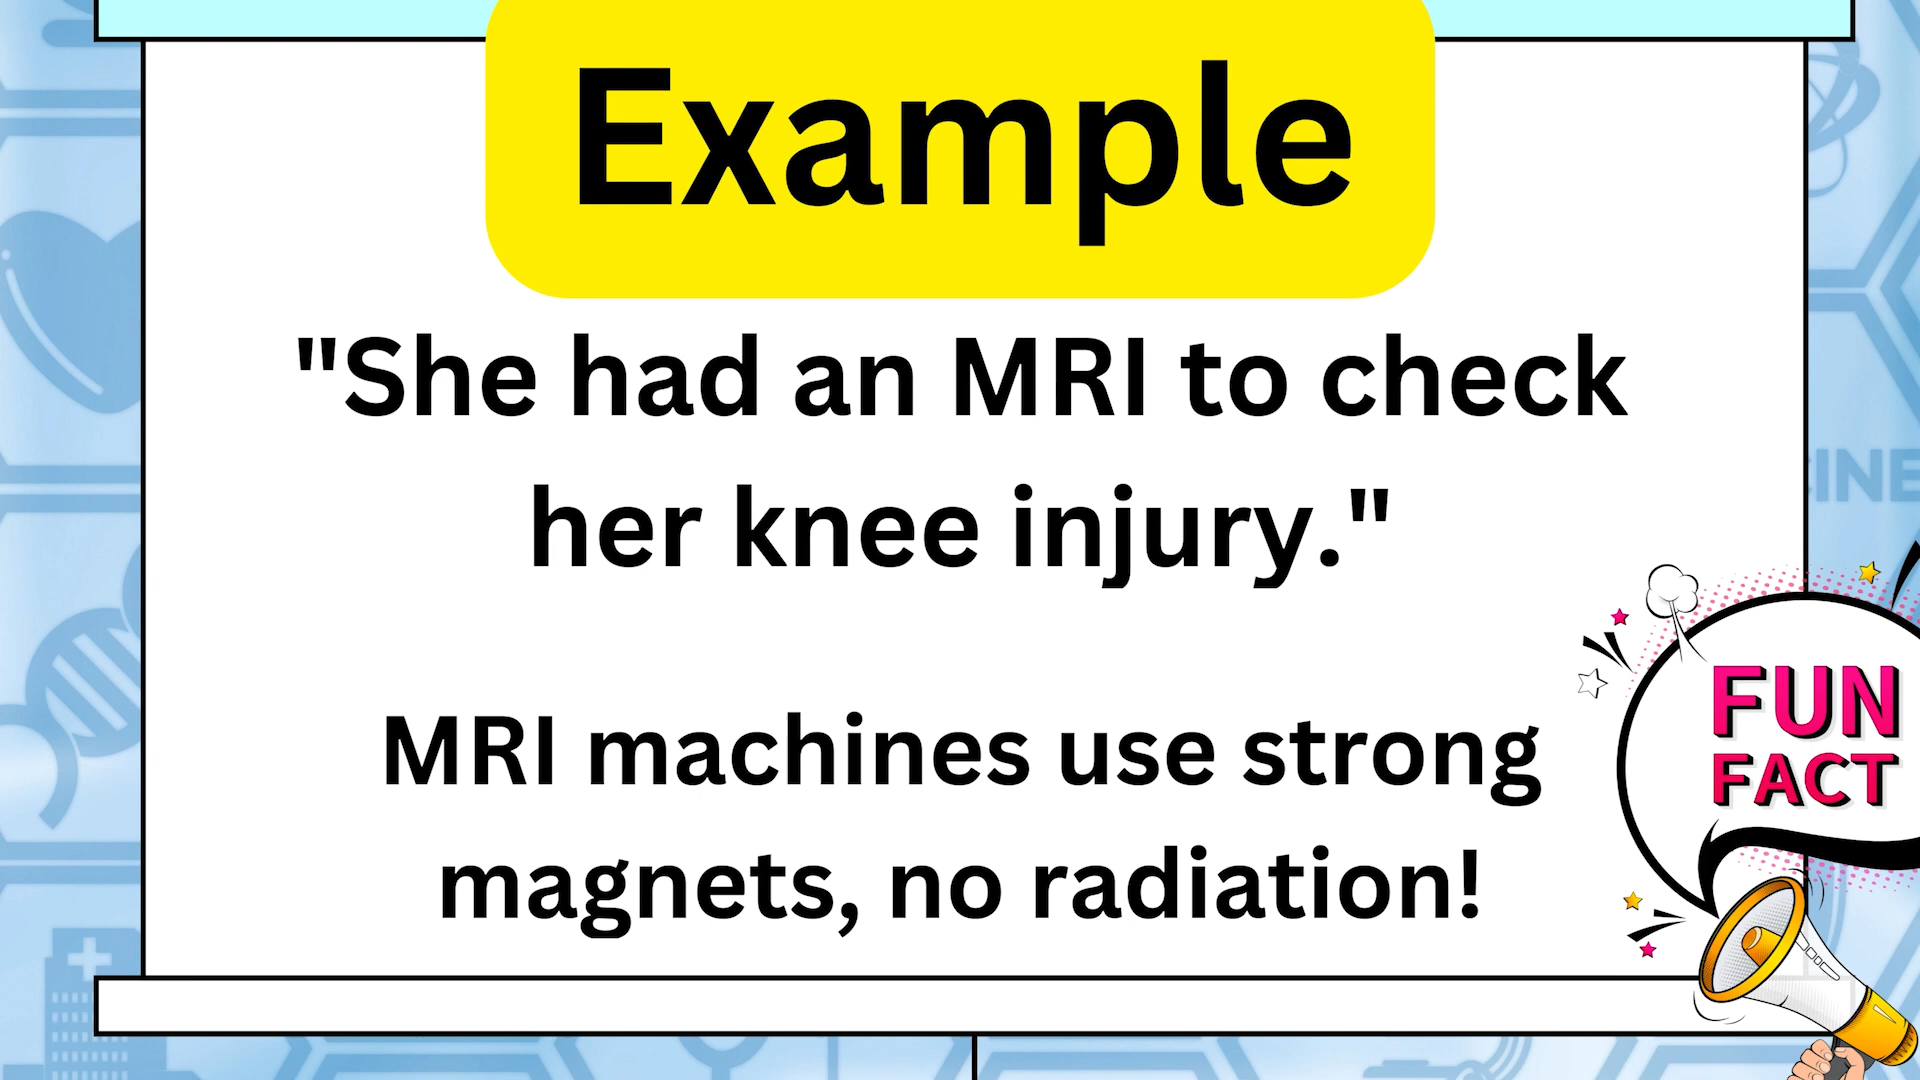 Example
"She had an MRI to check
her knee injury."
MRI machines use strong
magnets, no radiation!
FUN
FACT